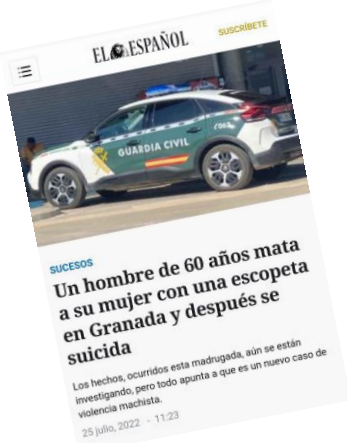 EL ESPAÑOL
SUSCRÍBETE
GUARDIA CIVIL
SUCESOS
Un hombre de 60 años mata
a su mujer con una escopeta
en Granada y después se
suicida
Los hechos, ocurridos esta madrugada, aún se están
investigando, pero todo apunta a que es un nuevo caso de
violencia machista.
25 julio, 2022 - 11:23